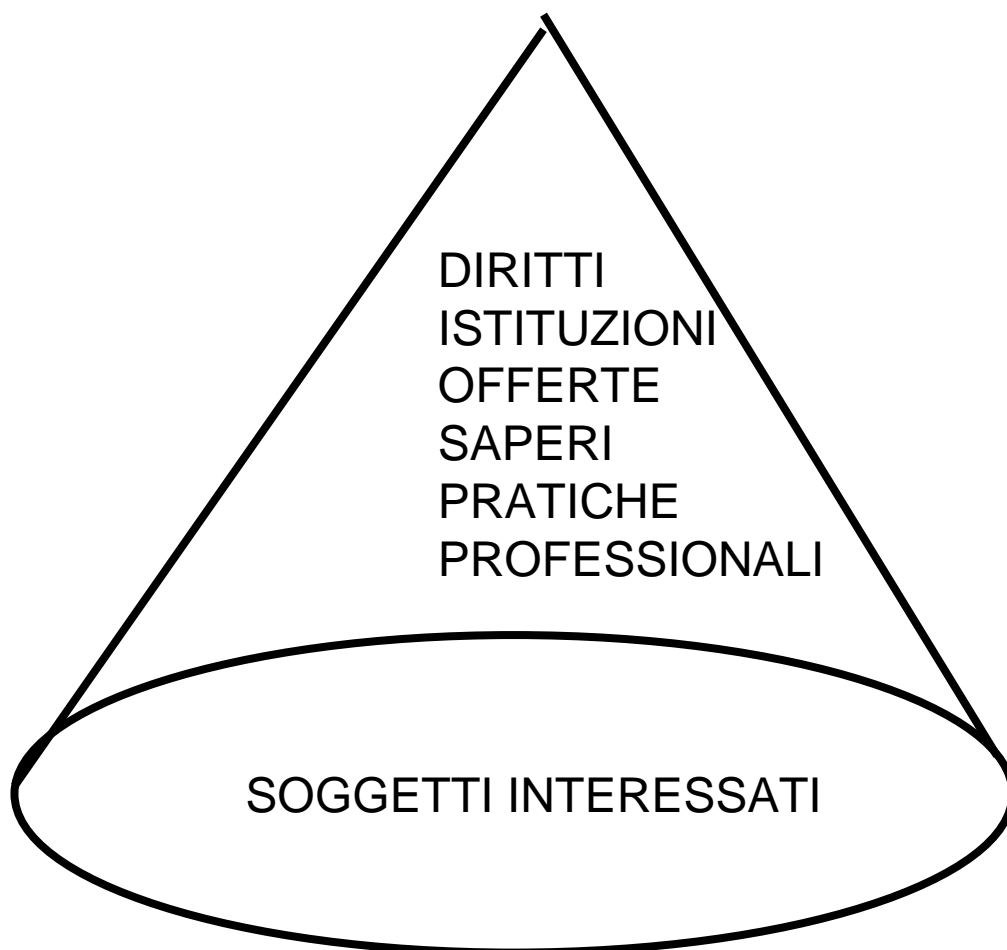 DIRITTI
ISTITUZIONI
OFFERTE
SAPERI
PRATICHE
PROFESSIONALI
SOGGETTI INTERESSATI